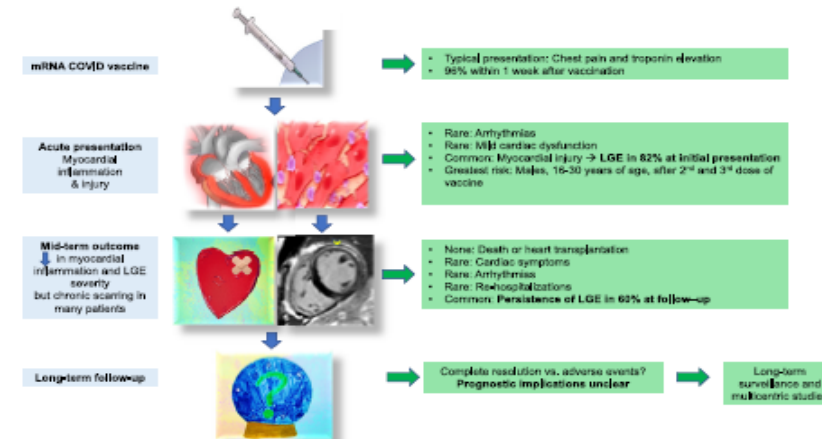 mRNA COVID vaccine
• Typical presentation: Chest pain and troponin elevation
• 96% within 1 week after vaccination
Acute presentation
Myocardial
inflammation
& injury
• Rare: Arrhythmias
• Rare: Mild cardiac dysfunction
• Common: Myocardial injury → LGE in 82% at initial presentation
• Greatest risk: Males, 16-30 years of age, after 2nd and 3rd dose of
vaccine
Mid-term outcome
in myocardial
inflammation and LGE
severity
but chronic scarring in
many patients
• None: Death or heart transplantation
• Rare: Cardiac symptoms
• Rare: Arrhythmias
• Rare: Re-hospitalizations
• Common: Persistence of LGE in 60% at follow-up
Long-term follow-up
?
Complete resolution vs. adverse events?
Prognostic implications unclear
Long-term
surveillance and
multicentric studies